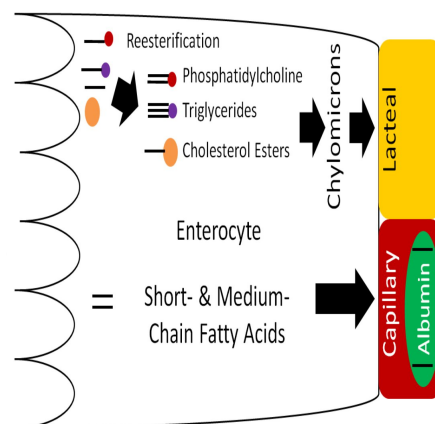 Reesterification
Phosphatidylcholine
Triglycerides
Cholesterol Esters
Chylomicrons
Lacteal
Enterocyte
Short- & Medium-
Chain Fatty Acids
Capillary
Albumin